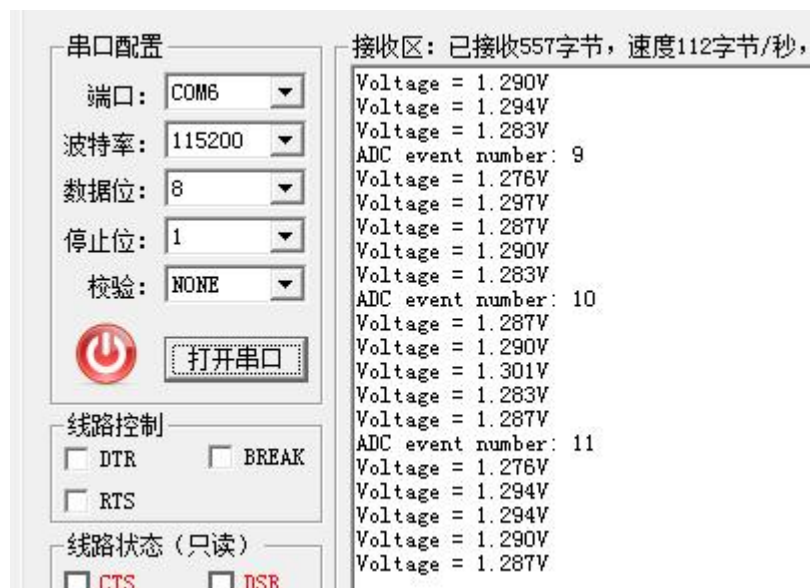 串口配置
端口： COM6
波特率： 115200
数据位： 8
停止位： 1
校验： NONE
打开串口
线路控制
DTR BREAK
RTS
线路状态（只读）
CTS DSR
接收区：已接收557字节，速度112字节/秒，
Voltage = 1.290V
Voltage = 1.294V
Voltage = 1.283V
ADC event number: 9
Voltage = 1.276V
Voltage = 1.297V
Voltage = 1.287V
Voltage = 1.290V
Voltage = 1.283V
ADC event number: 10
Voltage = 1.287V
Voltage = 1.290V
Voltage = 1.301V
Voltage = 1.283V
Voltage = 1.287V
ADC event number: 11
Voltage = 1.276V
Voltage = 1.294V
Voltage = 1.294V
Voltage = 1.290V
Voltage = 1.287V